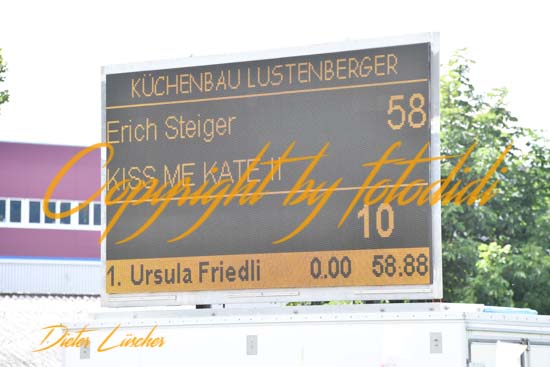 KÜCHENBAU LUSTENBERGER
Erich Steiger 58
KISS ME KATE II
Copyright by fotodidi
10
1. Ursula Friedli 0.00 58.88
Dieter Lüscher